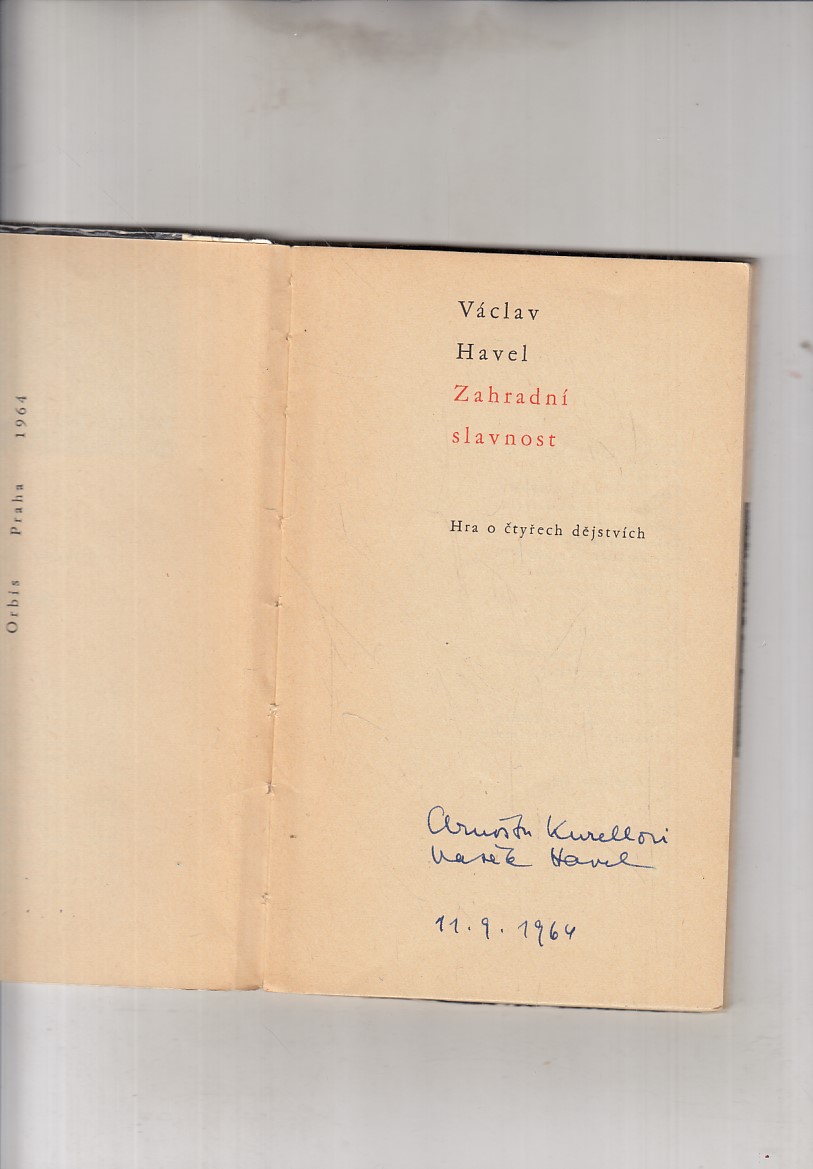 Orbis Praha 1964
Václav
Havel
Zahradní
slavnost
Hra o čtyřech dějstvích
Arnoštu Kurellovi
Vašek Havel
11. 9. 1964